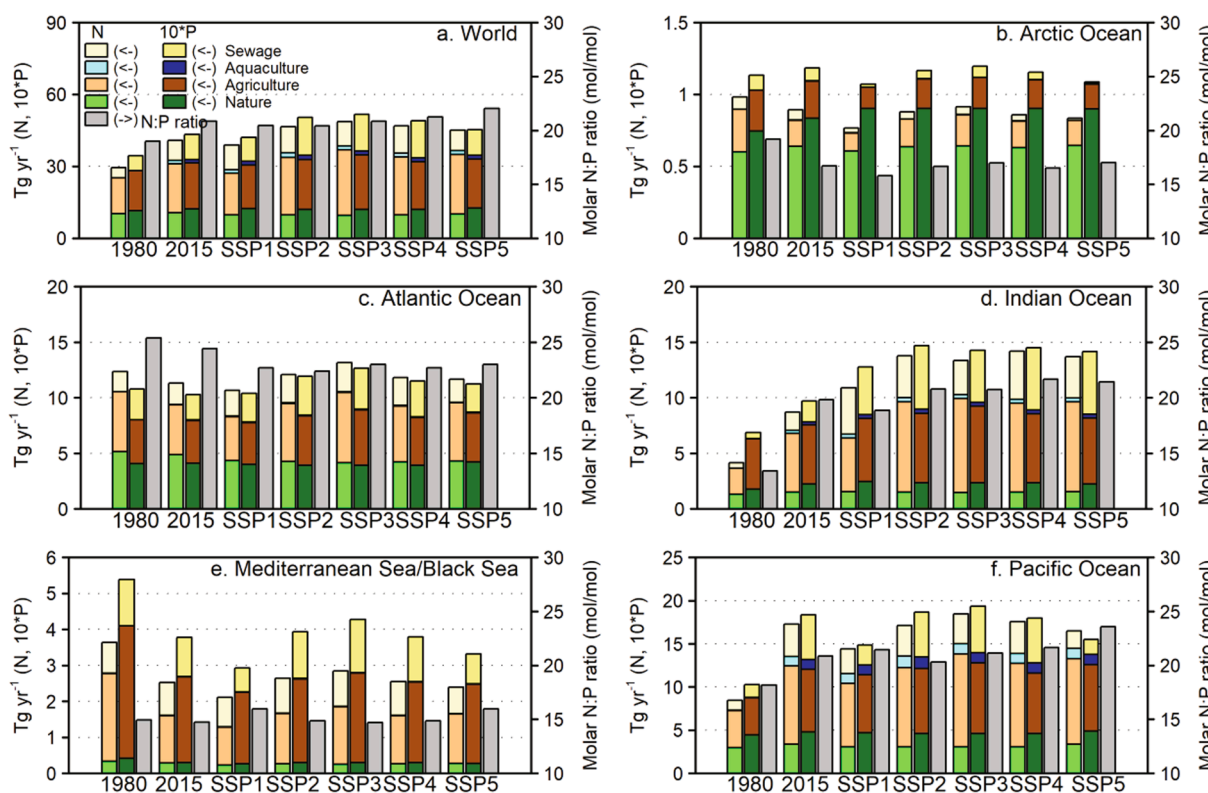 a. World
N 10*P
(<-) (<-) Sewage
(<-) (<-) Aquaculture
(<-) (<-) Agriculture
(<-) (<-) Nature
(->) N:P ratio
90
60
30
0
Tg yr-1 (N, 10*P)
30
25
20
15
10
Molar N:P ratio (mol/mol)
1980 2015 SSP1 SSP2 SSP3 SSP4 SSP5
b. Arctic Ocean
1.5
1
0.5
0
Tg yr-1 (N, 10*P)
30
25
20
15
10
Molar N:P ratio (mol/mol)
1980 2015 SSP1 SSP2 SSP3 SSP4 SSP5
c. Atlantic Ocean
20
15
10
5
0
Tg yr-1 (N, 10*P)
30
25
20
15
10
Molar N:P ratio (mol/mol)
1980 2015 SSP1 SSP2 SSP3 SSP4 SSP5
d. Indian Ocean
20
15
10
5
0
Tg yr-1 (N, 10*P)
30
25
20
15
10
Molar N:P ratio (mol/mol)
1980 2015 SSP1 SSP2 SSP3 SSP4 SSP5
e. Mediterranean Sea/Black Sea
6
5
4
3
2
1
0
Tg yr-1 (N, 10*P)
30
25
20
15
10
Molar N:P ratio (mol/mol)
1980 2015 SSP1 SSP2 SSP3 SSP4 SSP5
f. Pacific Ocean
25
20
15
10
5
0
Tg yr-1 (N, 10*P)
30
25
20
15
10
Molar N:P ratio (mol/mol)
1980 2015 SSP1 SSP2 SSP3 SSP4 SSP5